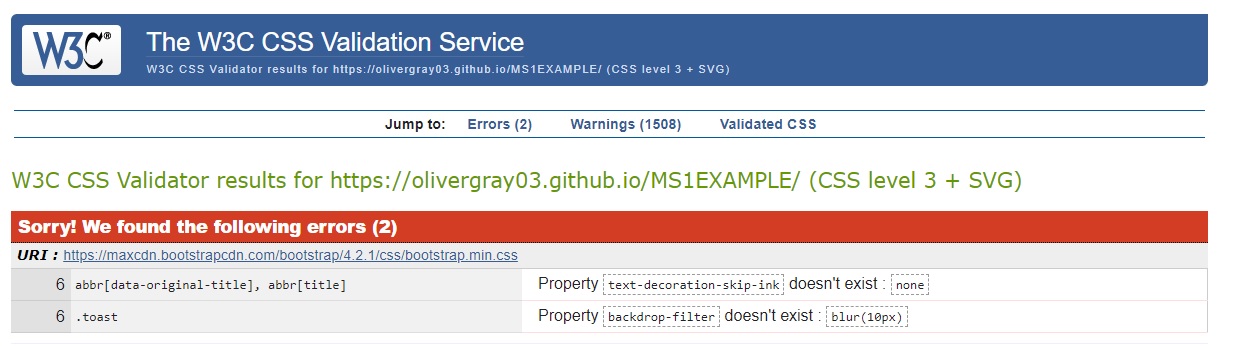 W3C® The W3C CSS Validation Service
W3C CSS Validator results for https://olivergray03.github.io/MS1EXAMPLE/ (CSS level 3 + SVG)
Jump to: Errors (2) Warnings (1508) Validated CSS
W3C CSS Validator results for https://olivergray03.github.io/MS1EXAMPLE/ (CSS level 3 + SVG)
Sorry! We found the following errors (2)
URI : https://maxcdn.bootstrapcdn.com/bootstrap/4.2.1/css/bootstrap.min.css
6 abbr[data-original-title], abbr[title] Property text-decoration-skip-ink doesn't exist : none
6 .toast Property backdrop-filter doesn't exist : blur(10px)